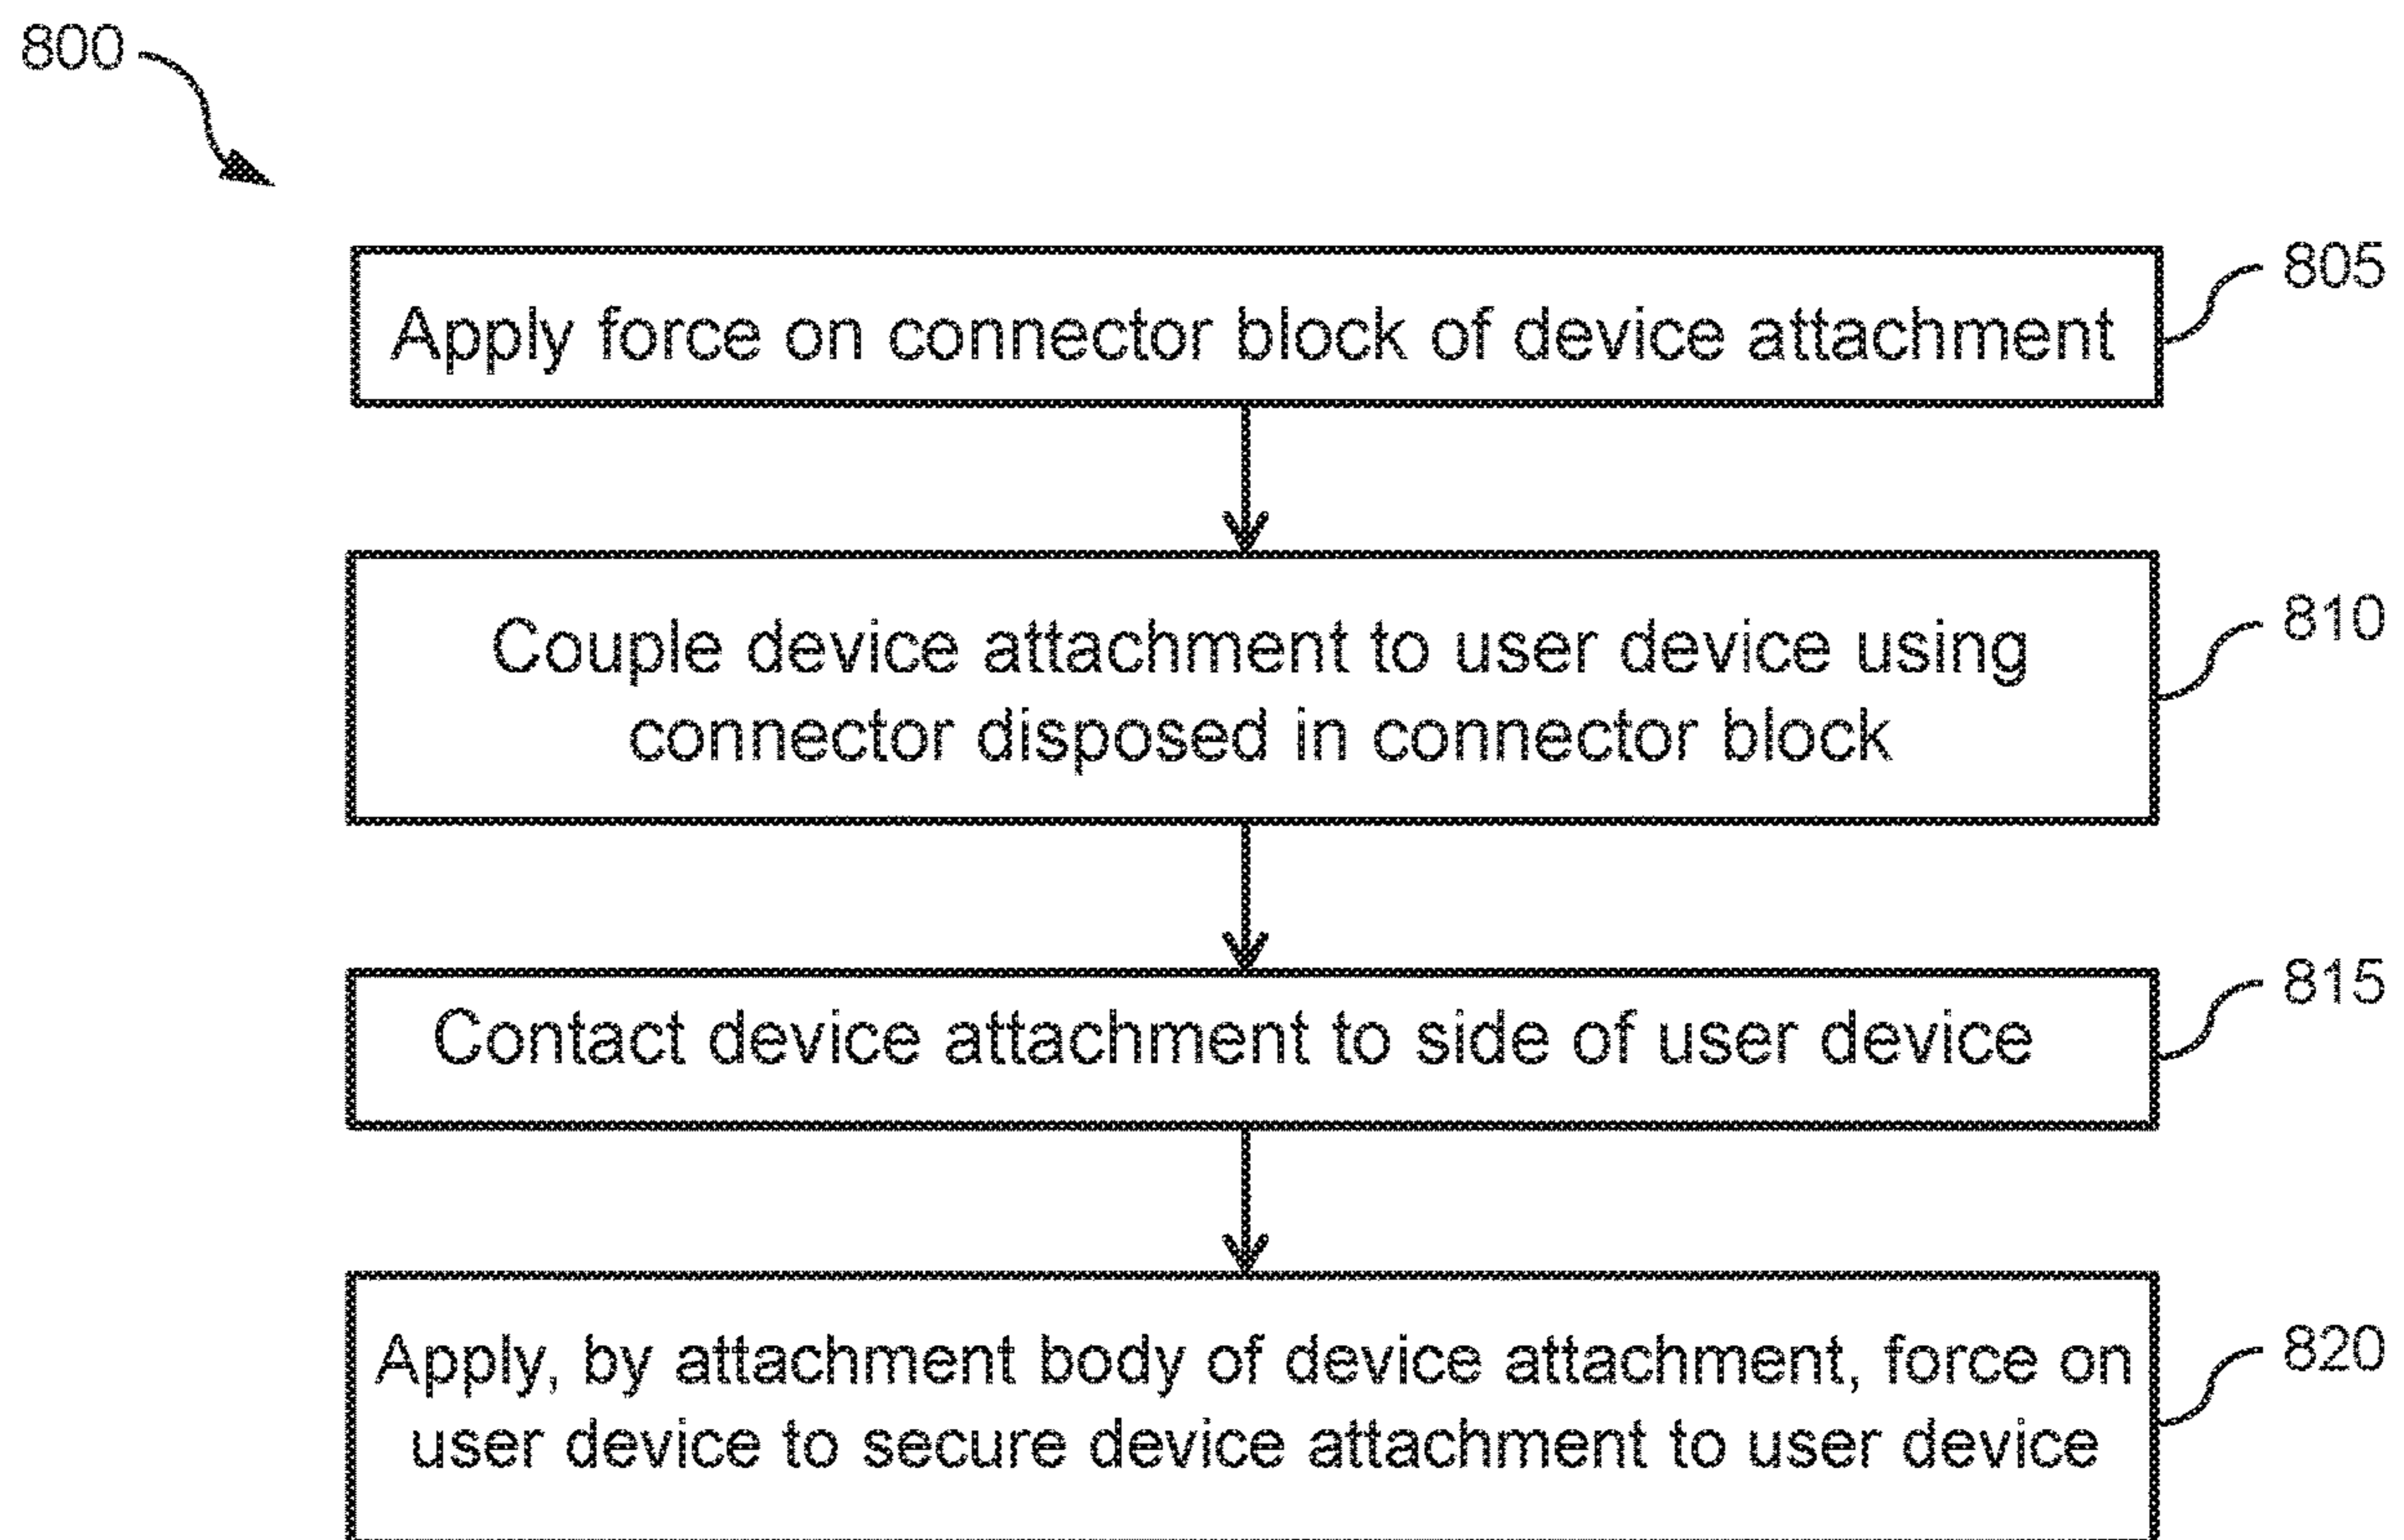 800
Apply force on connector block of device attachment
805
Couple device attachment to user device using
connector disposed in connector block
810
Contact device attachment to side of user device
815
Apply, by attachment body of device attachment, force on
user device to secure device attachment to user device
820